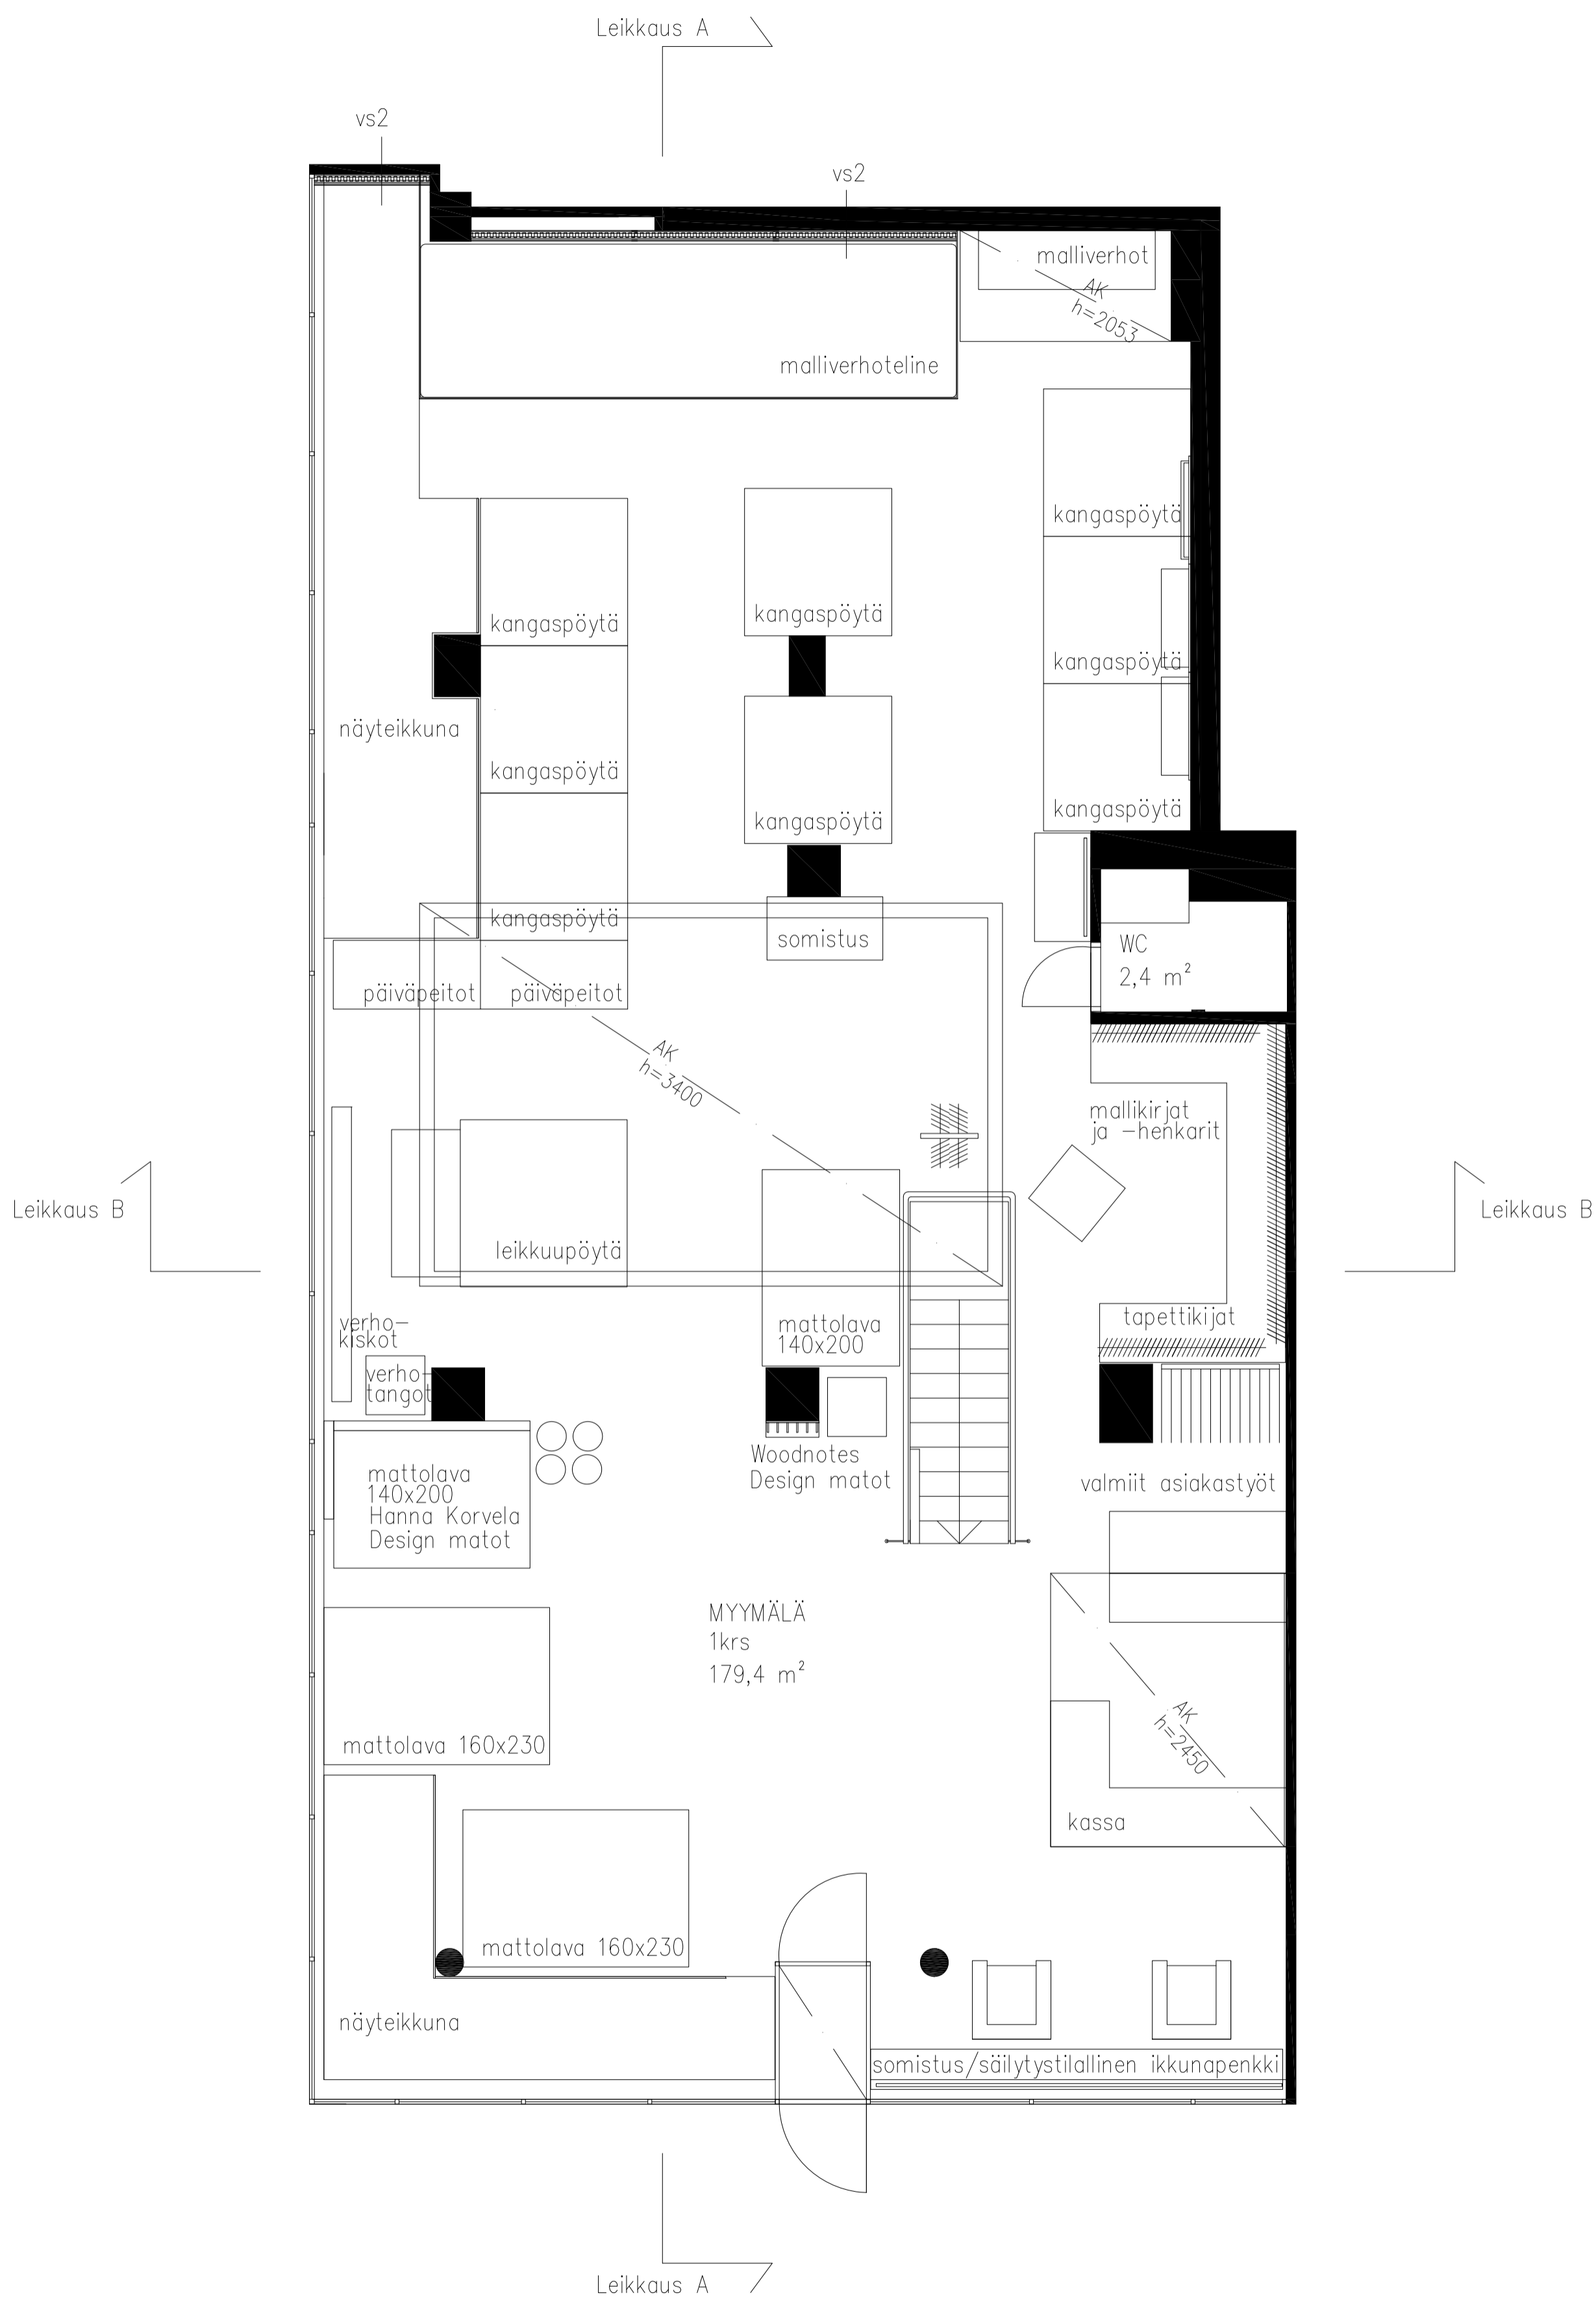 Leikkaus A
vs2
vs2
malliverhot
AK
h=2053
malliverhoteline
kangaspöytä
kangaspöytä
kangaspöytä
kangaspöytä
näyteikkuna
kangaspöytä
kangaspöytä
kangaspöytä
kangaspöytä
somistus
WC
2,4 m²
päiväpeitot
päiväpeitot
AK
h=3400
mallikirjat
ja -henkarit
Leikkaus B
Leikkaus B
leikkuupöytä
verho-
kiskot
mattolava
140x200
tapettikijat
verho-
tangot
Woodnotes
Design matot
mattolava
140x200
Hanna Korvela
Design matot
valmiit asiakastyöt
MYYMÄLÄ
1krs
179,4 m²
AK
h=2450
mattolava 160x230
kassa
mattolava 160x230
näyteikkuna
somistus/säilytystilallinen ikkunapenkki
Leikkaus A